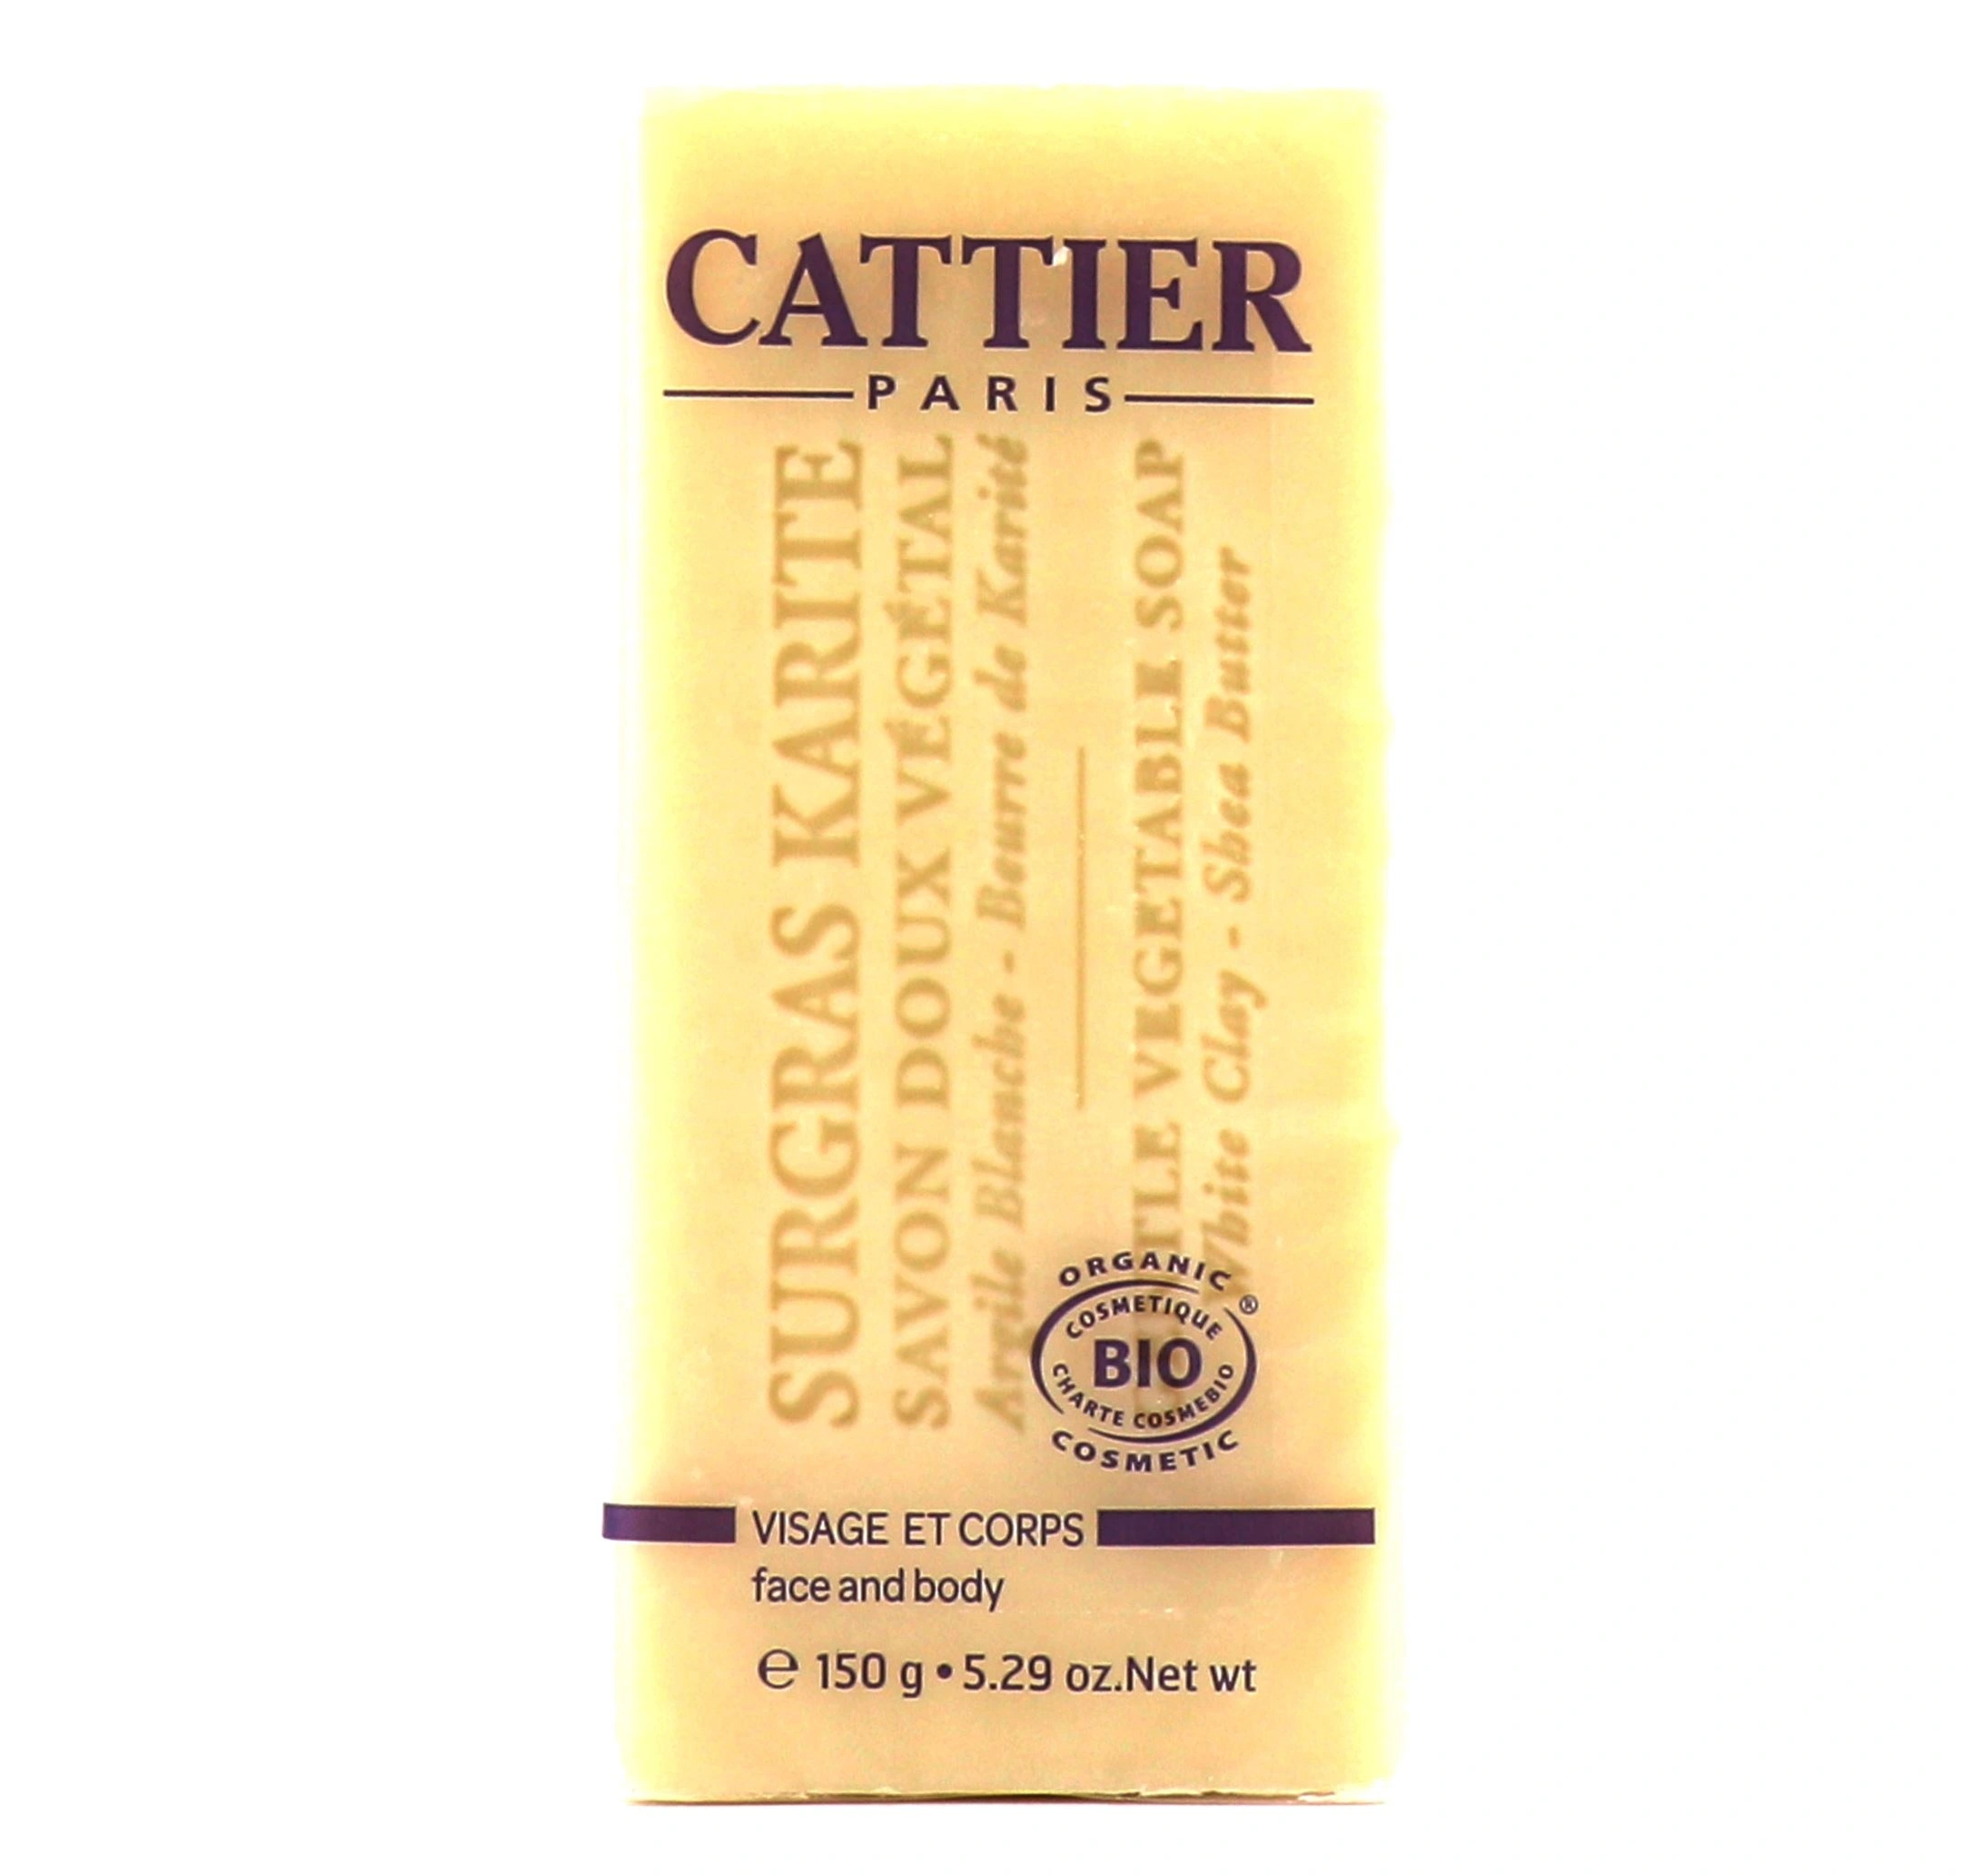 CATTIER
PARIS
SURGRAS KARITE
SAVON DOUX VÉGÉTAL
Argile Blanche - Beurre de Karité
VEGETABLE SOAP
White Clay - Shea Butter
ORGANIC
COSMETIQUE
BIO
®
CHARTE COSMEBIO
COSMETIC
VISAGE ET CORPS
face and body
℮ 150 g • 5.29 oz.Net wt